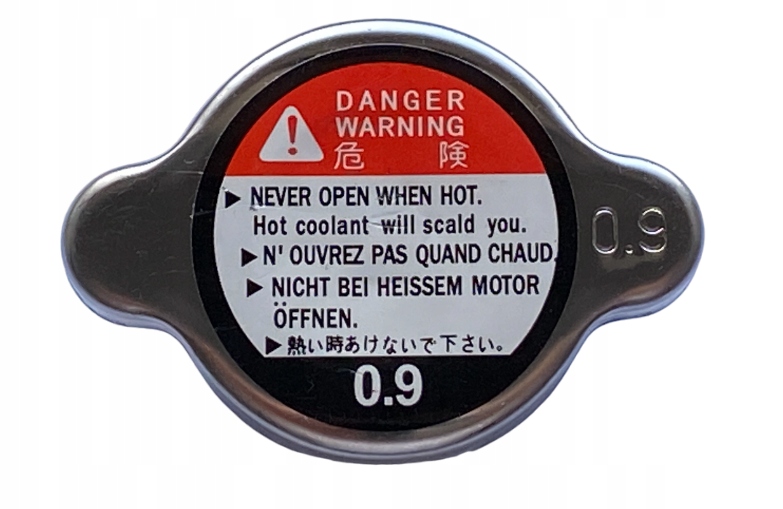 DANGER
WARNING
危 険
▶ NEVER OPEN WHEN HOT.
Hot coolant will scald you.
▶ N' OUVREZ PAS QUAND CHAUD.
▶ NICHT BEI HEISSEM MOTOR
ÖFFNEN.
▶ 熱い時あけないで下さい。
0.9
0.9